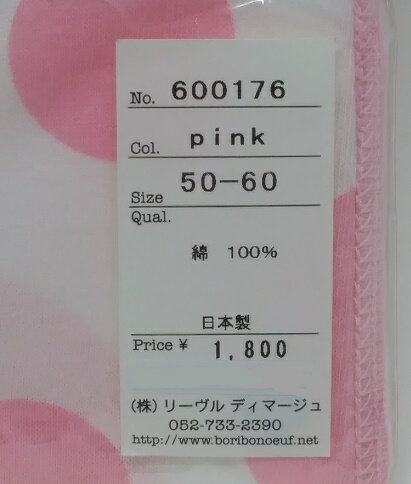 No. 600176
Col. pink
Size 50-60
Qual.
綿 100%
日本製
Price ¥ 1,800
(株) リーヴル ディマージュ
052-733-2390
http://www.boribonoeuf.net